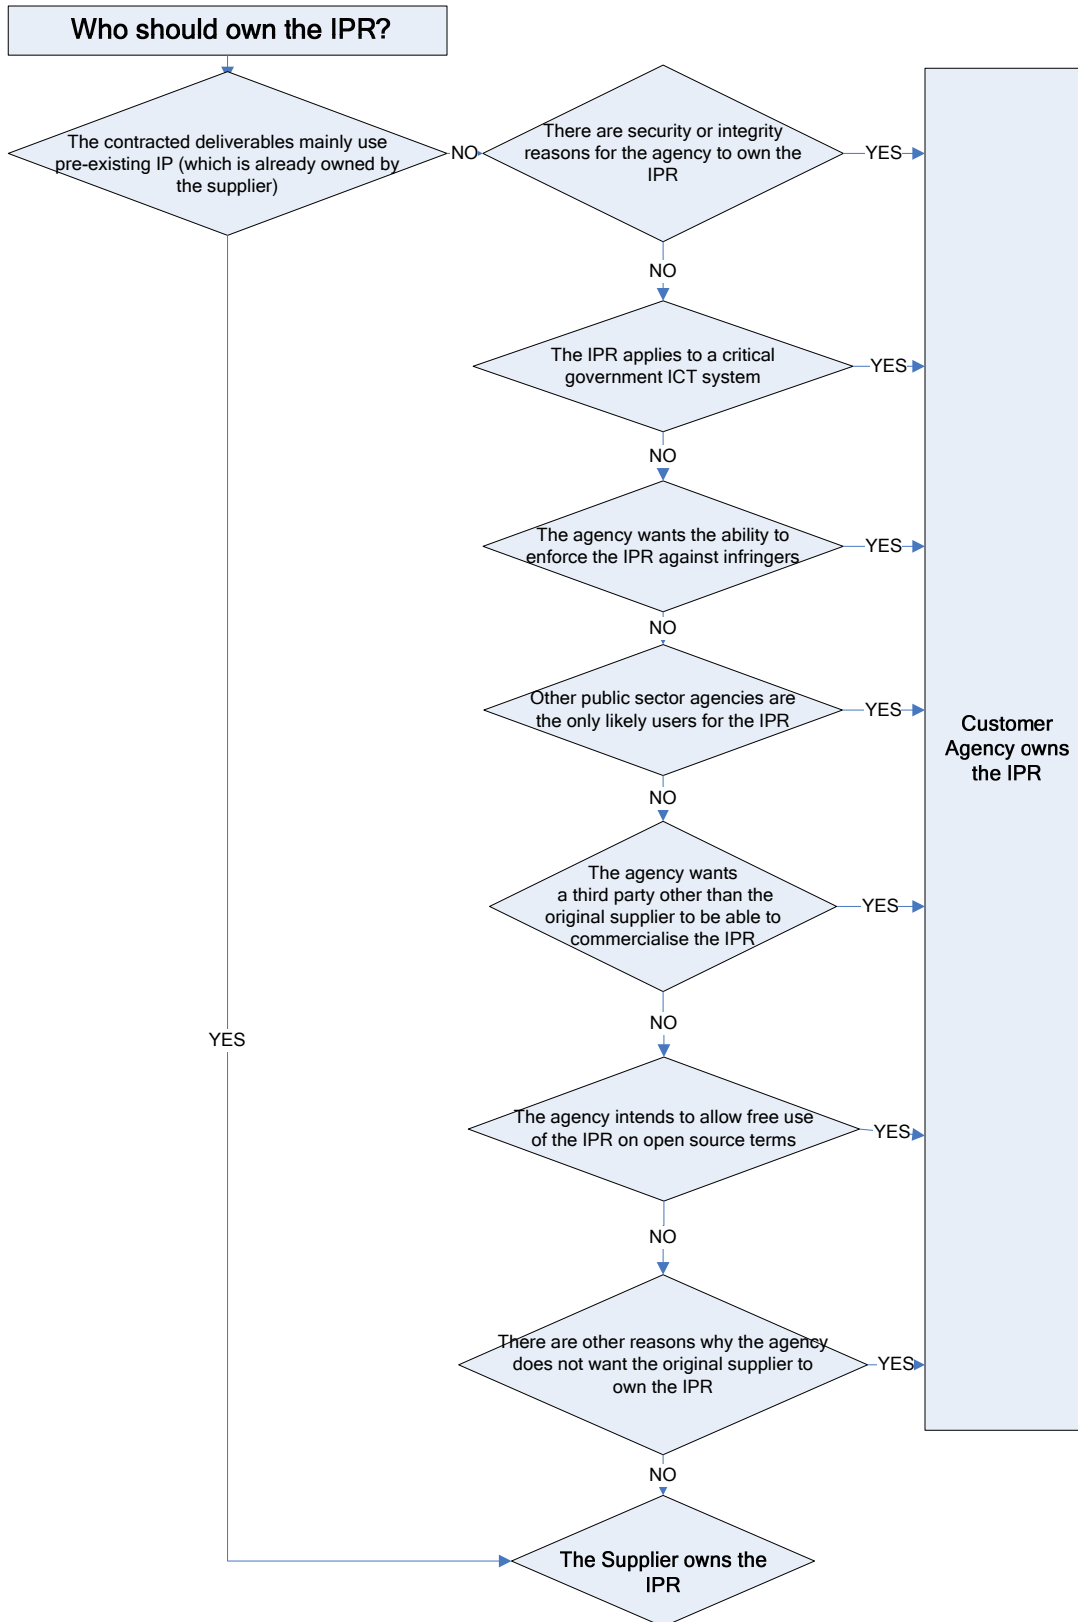 Who should own the IPR?
The contracted deliverables mainly use
pre-existing IP (which is already owned by
the supplier)
NO
There are security or integrity
reasons for the agency to own the
IPR
YES
NO
The IPR applies to a critical
government ICT system
YES
NO
The agency wants the ability to
enforce the IPR against infringers
YES
NO
Other public sector agencies are
the only likely users for the IPR
YES
Customer
Agency owns
the IPR
NO
The agency wants
a third party other than the
original supplier to be able to
commercialise the IPR
YES
NO
YES
The agency intends to allow free use
of the IPR on open source terms
YES
NO
There are other reasons why the agency
does not want the original supplier to
own the IPR
YES
NO
The Supplier owns the
IPR